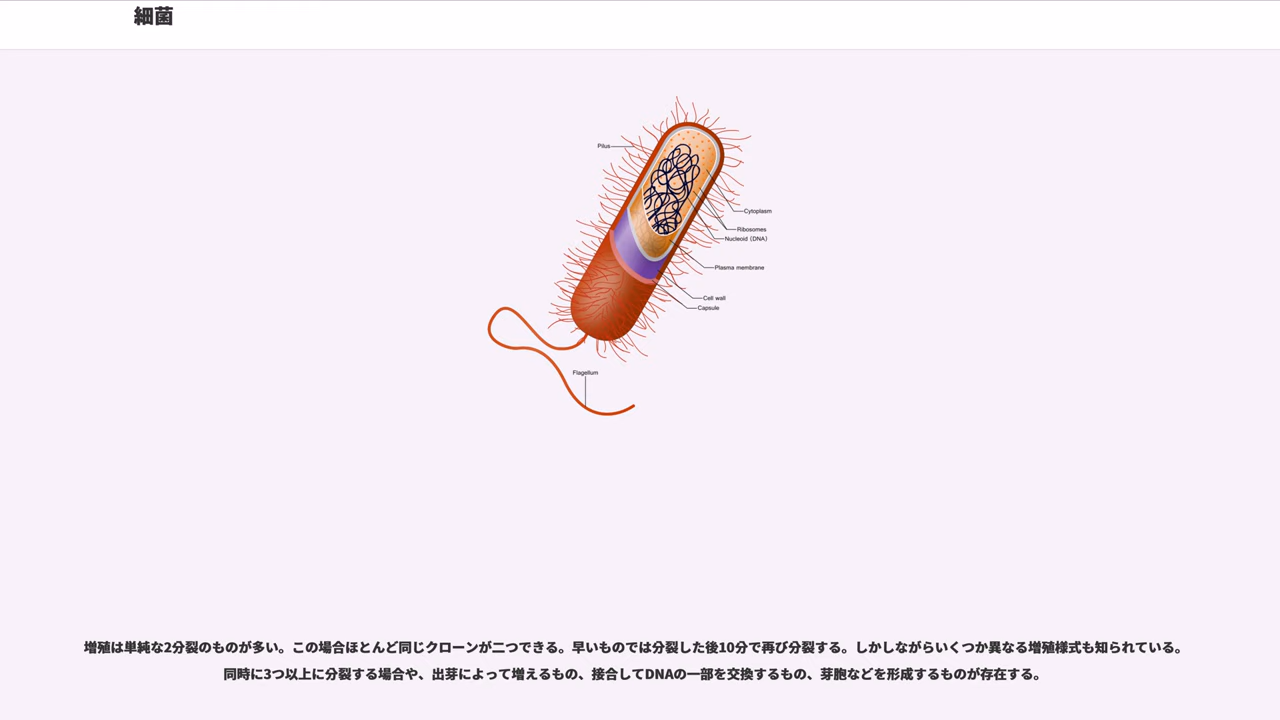 細菌
Pilus
Cytoplasm
Ribosomes
Nucleoid (DNA)
Plasma membrane
Cell wall
Capsule
Flagellum
増殖は単純な2分裂のものが多い。この場合ほとんど同じクローンが二つできる。早いものでは分裂した後10分で再び分裂する。しかしながらいくつか異なる増殖様式も知られている。
同時に3つ以上に分裂する場合や、出芽によって増えるもの、接合してDNAの一部を交換するもの、芽胞などを形成するものが存在する。